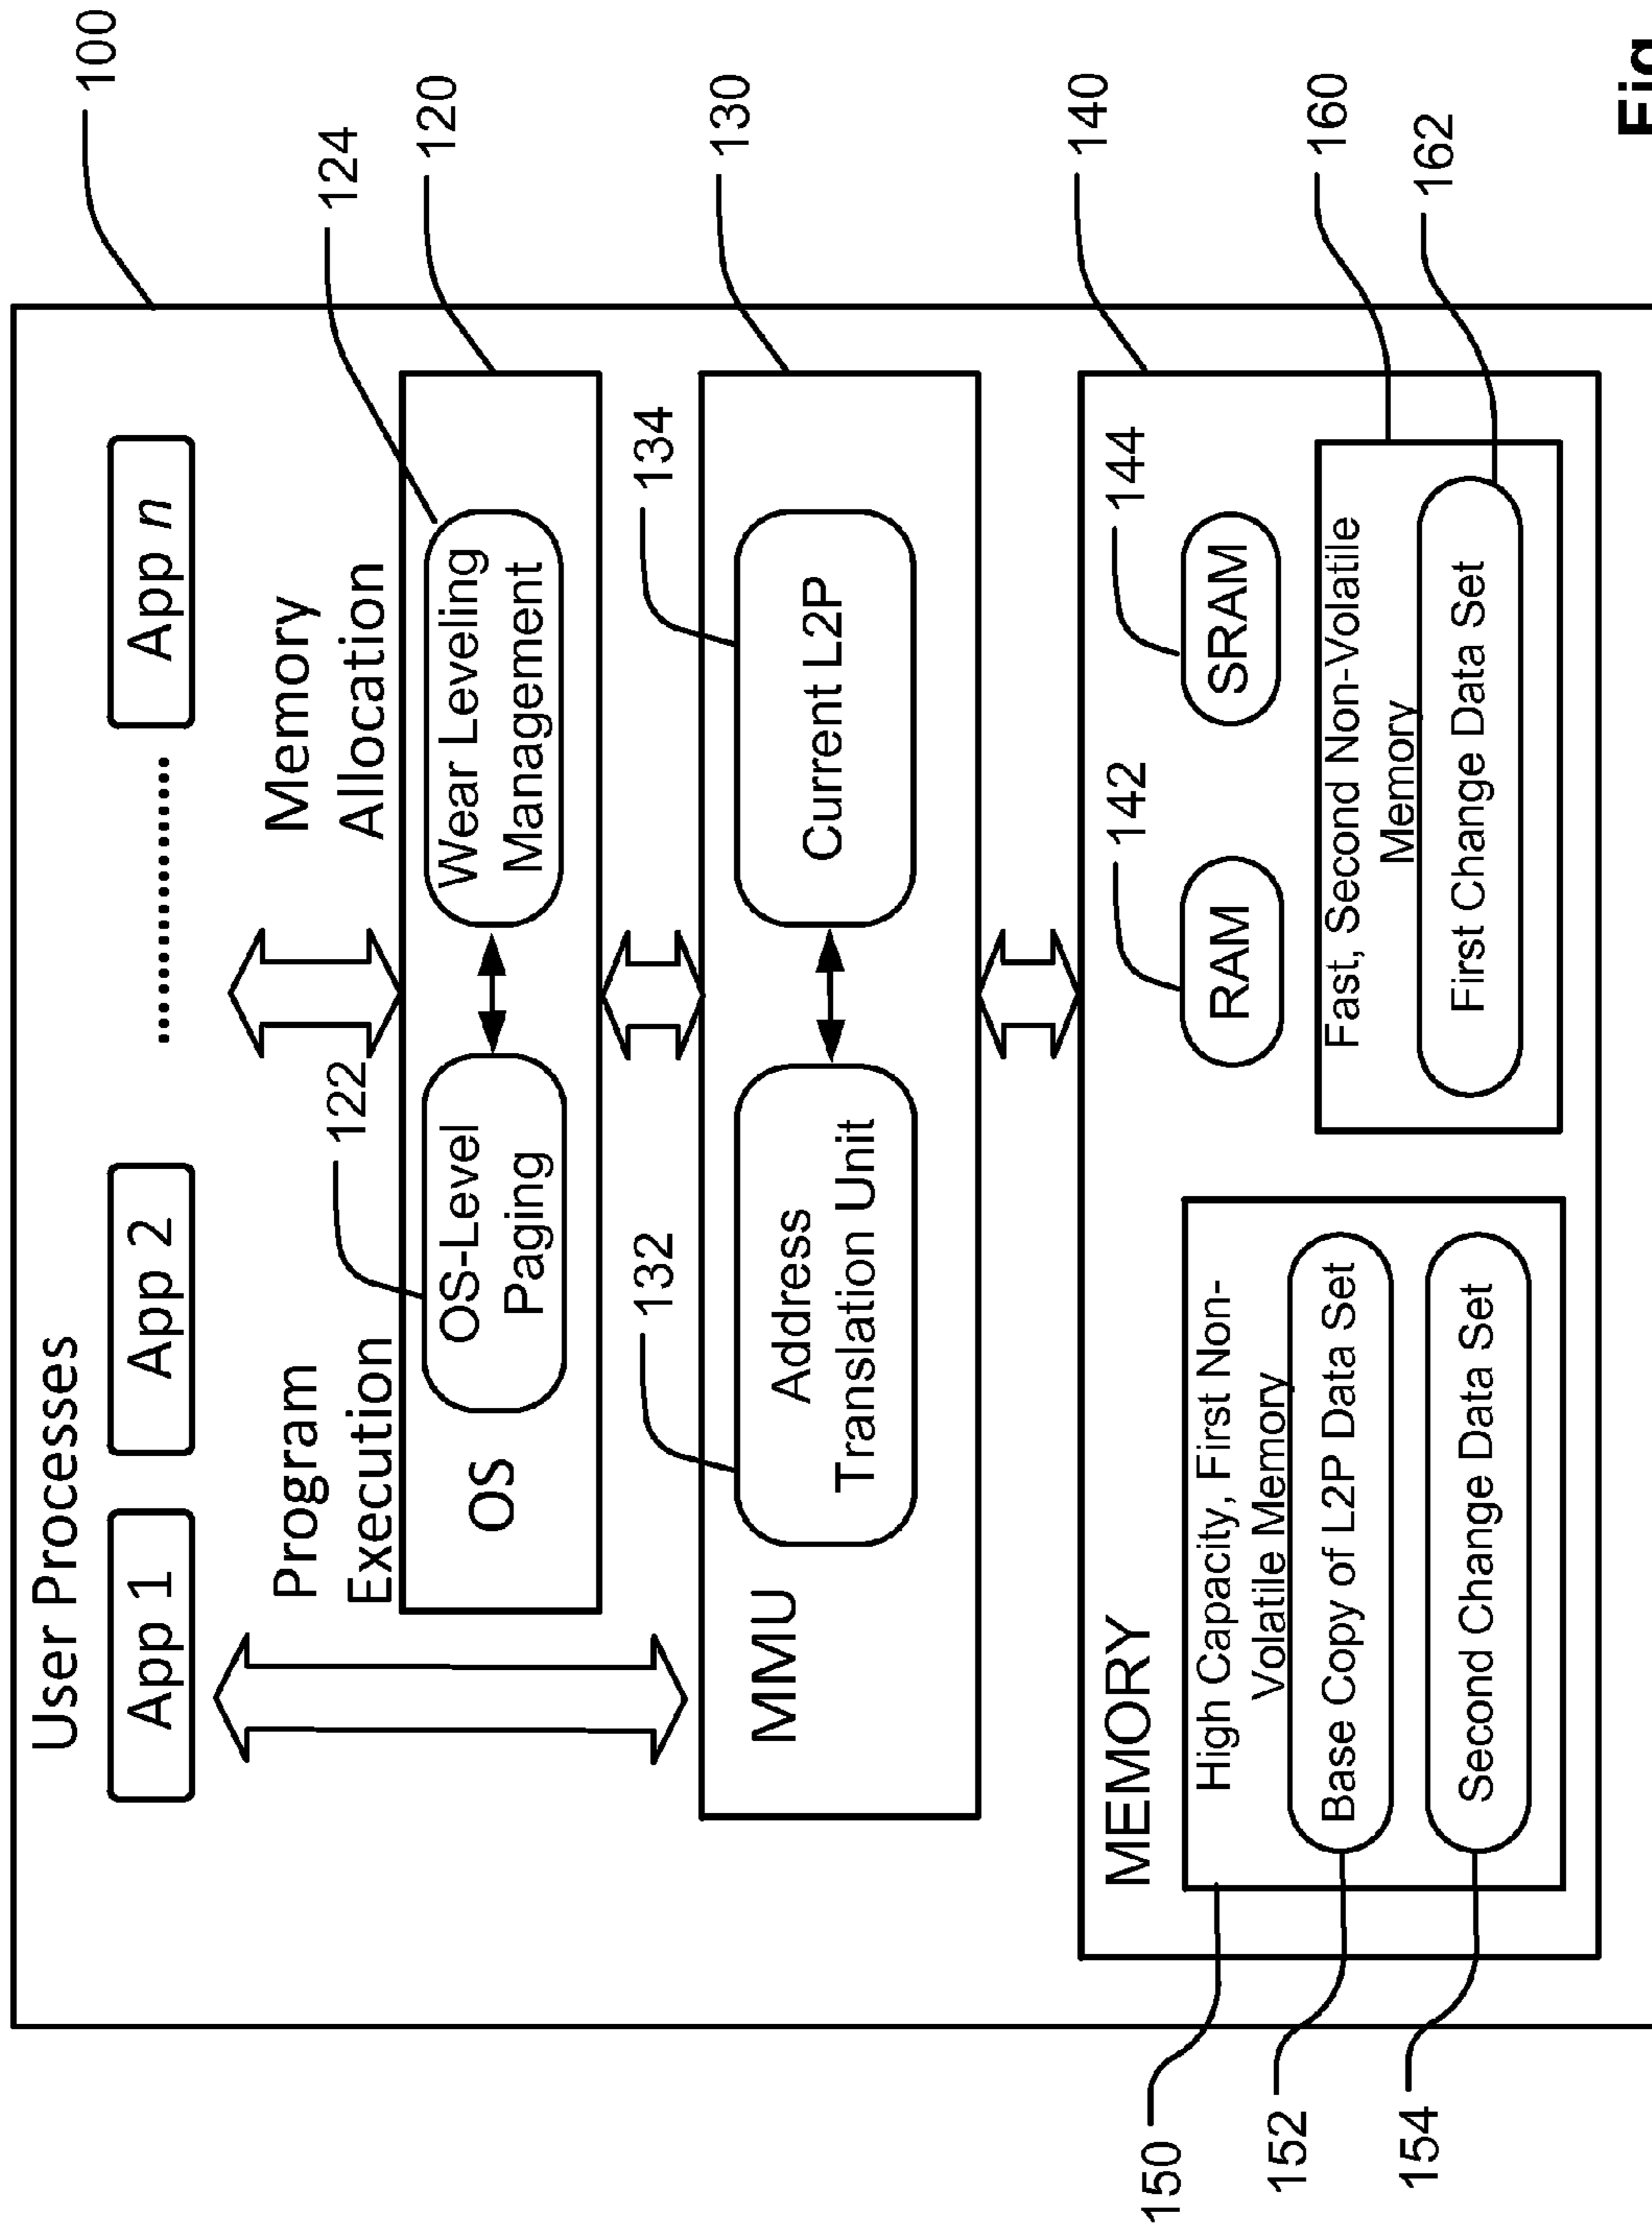 User Processes
App 1
App 2
App n
100
Program
Execution
Memory
Allocation
122
124
OS
OS-Level
Paging
Wear Leveling
Management
120
132
134
MMU
Address
Translation Unit
Current L2P
130
MEMORY
142
144
140
RAM
SRAM
150
High Capacity, First Non-
Volatile Memory
Fast, Second Non-Volatile
Memory
160
152
Base Copy of L2P Data Set
First Change Data Set
162
154
Second Change Data Set
Fig